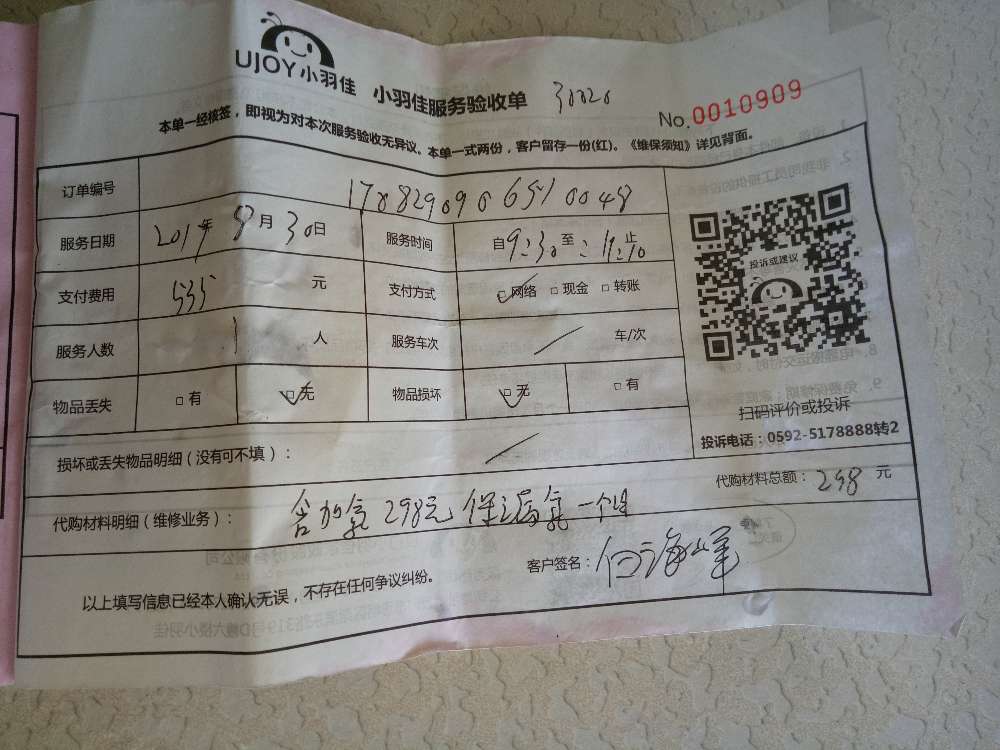 UJOY小羽佳
小羽佳服务验收单
No.0010909
本单一经核签，即视为对本次服务验收无异议。本单一式两份，客户留存一份(红)。《维保须知》详见背面。
订单编号
服务日期 2019年 8月 30日 服务时间 自9:30至 止
支付费用 535 元 支付方式 □网络 □现金 □转账
服务人数 1 人 服务车次 / 车/次
物品丢失 □有 □无 物品损坏 □无 □有
投诉或建议
扫码评价或投诉
投诉电话：0592-5178888转2
损坏或丢失物品明细（没有可不填）： /
代购材料总额：298 元
代购材料明细（维修业务）： 含加氟298元 保 氟一个月
以上填写信息已经本人确认无误，不存在任何争议纠纷。
客户签名：